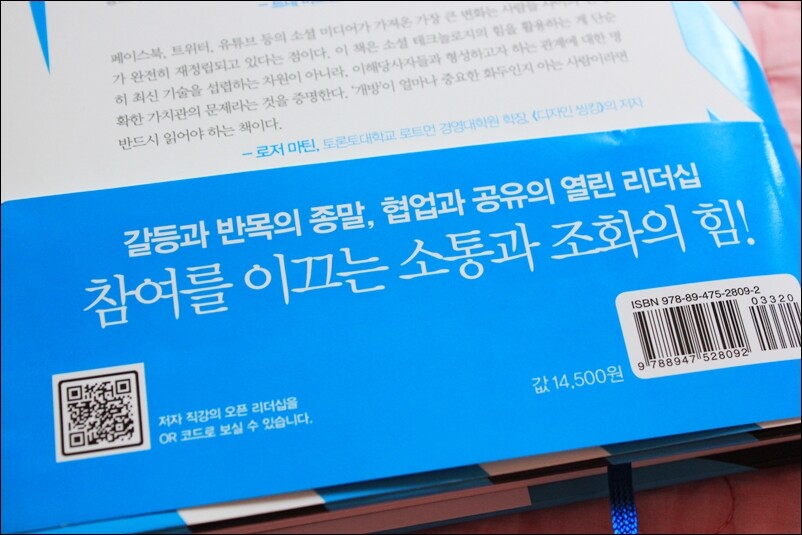 페이스북, 트위터, 유튜브 등의 소셜 미디어가 가져온 가장 큰 변화는 사람들
가 완전히 재정립되고 있다는 점이다. 이 책은 소셜 테크놀로지의 힘을 활용하는 게 단순
히 최신 기술을 섭렵하는 차원이 아니라, 이해당사자들과 형성하고자 하는 관계에 대한 명
확한 가치관의 문제라는 것을 증명한다. ‘개방’이 얼마나 중요한 화두인지 아는 사람이라면
반드시 읽어야 하는 책이다.
– 로저 마틴, 토론토대학교 로트먼 경영대학원 학장, 《디자인 씽킹》의 저자
갈등과 반목의 종말, 협업과 공유의 열린 리더십
참여를 이끄는 소통과 조화의 힘!
ISBN 978-89-475-2809-2
03320
9 788947 528092
값 14,500원
저자 직강의 오픈 리더십을
QR 코드로 보실 수 있습니다.